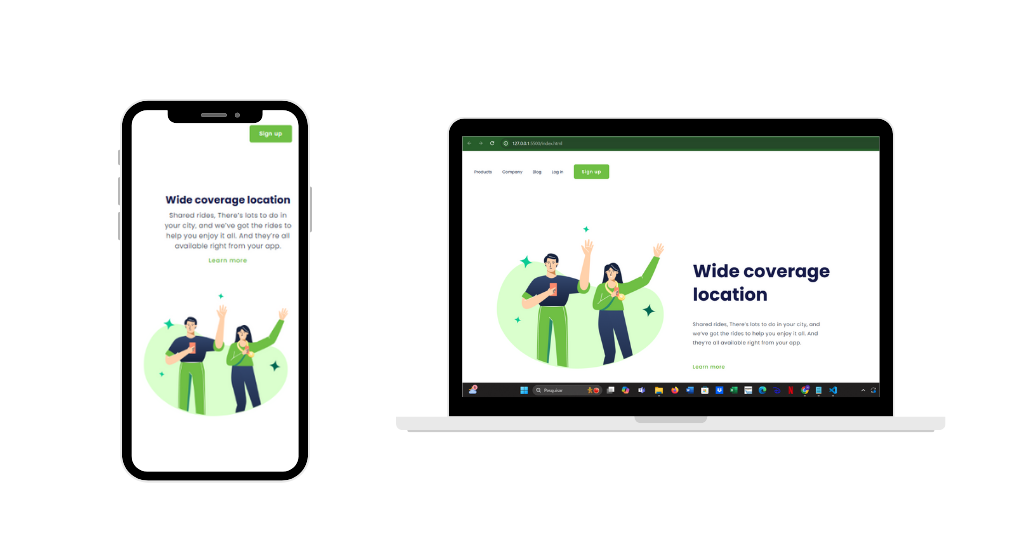 Sign up
Wide coverage location
Shared rides, There's lots to do in
your city, and we've got the rides to
help you enjoy it all. And they're all
available right from your app.
Learn more
127.0.0.1:5500/index.html
Products Company Blog Log in Sign up
Wide coverage
location
Shared rides, There's lots to do in your city, and
we've got the rides to help you enjoy it all. And
they're all available right from your app.
Learn more
Pesquisar